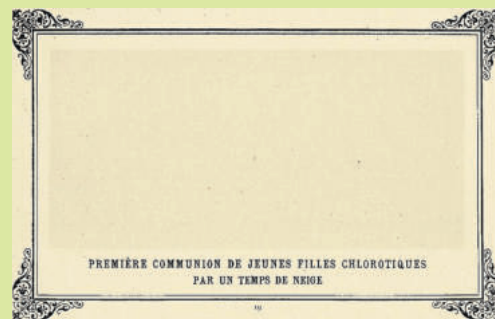 PREMIÈRE COMMUNION DE JEUNES FILLES CHLOROTIQUES
PAR UN TEMPS DE NEIGE